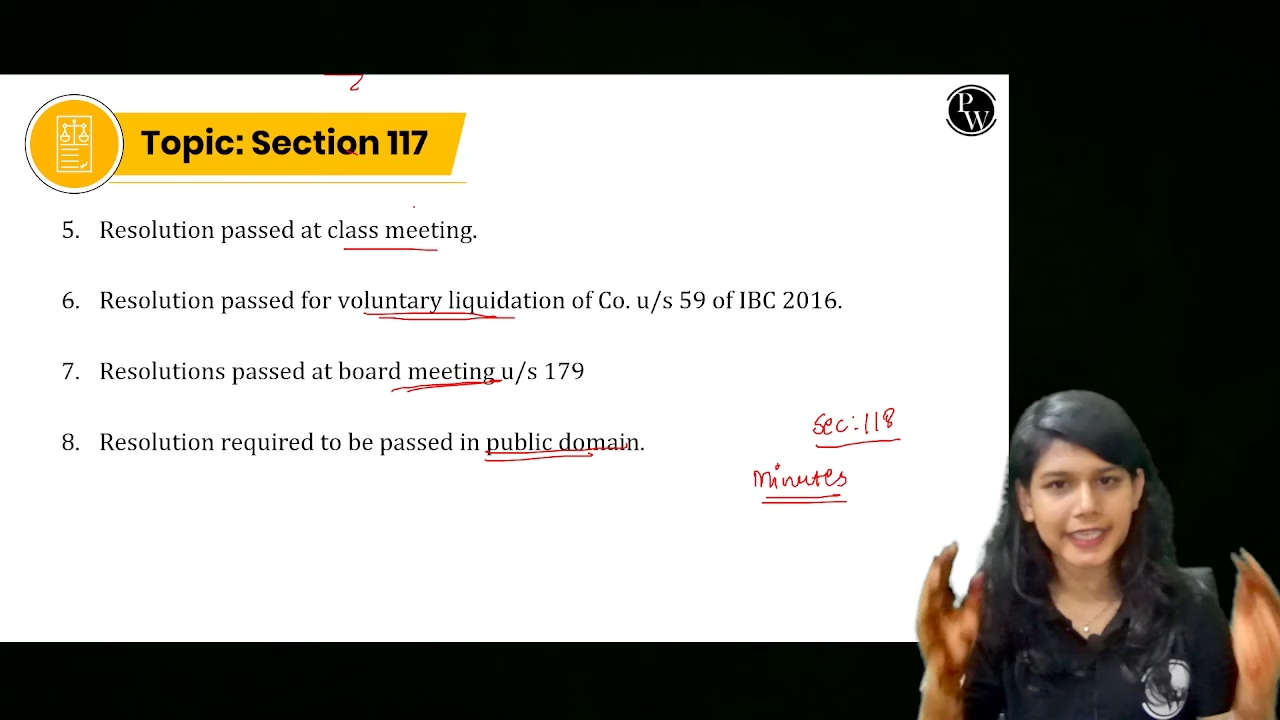 PW
Topic: Section 117
5. Resolution passed at class meeting.
6. Resolution passed for voluntary liquidation of Co. u/s 59 of IBC 2016.
7. Resolutions passed at board meeting u/s 179
8. Resolution required to be passed in public domain.
Sec:118
Minutes